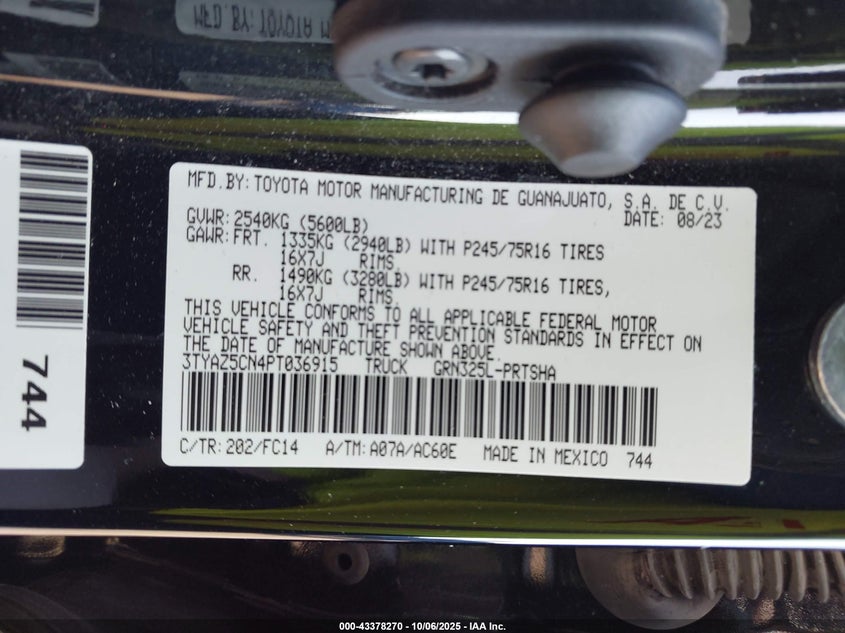 MFD.BY: TOYOTA MOTOR MANUFACTURING DE GUANAJUATO, S.A. DE C.V.
GVWR: 2540KG (5600LB) DATE: 08/23
GAWR: FRT. 1335KG (2940LB) WITH P245/75R16 TIRES
16X7J RIMS,
RR. 1490KG (3280LB) WITH P245/75R16 TIRES,
16X7J RIMS.
THIS VEHICLE CONFORMS TO ALL APPLICABLE FEDERAL MOTOR
VEHICLE SAFETY AND THEFT PREVENTION STANDARDS IN EFFECT ON
THE DATE OF MANUFACTURE SHOWN ABOVE.
3TYAZ5CN4PT036915 TRUCK GRN325L-PRTSHA
C/TR: 202/FC14 A/TM: A07A/AC60E MADE IN MEXICO 744
744
000-43378270 - 10/06/2025 - IAA Inc.